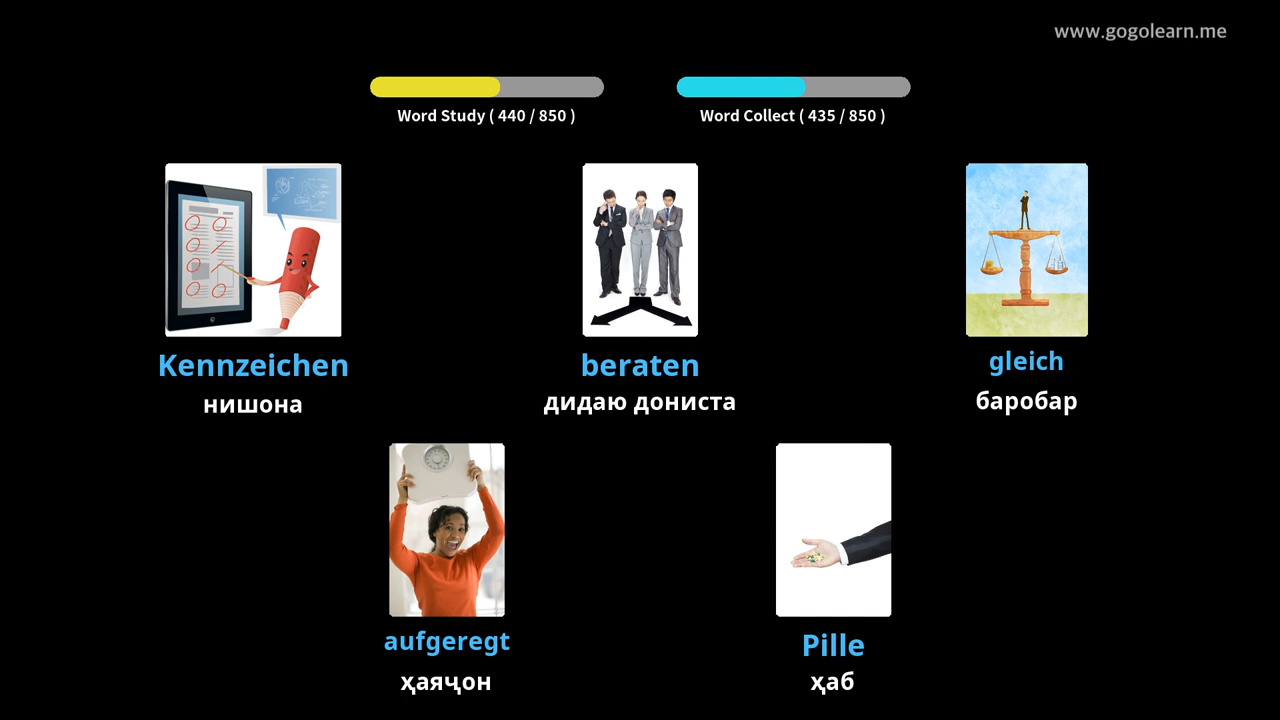 www.gogolearn.me
Word Study ( 440 / 850 )
Word Collect ( 435 / 850 )
Kennzeichen
нишона
beraten
дидаю дониста
gleich
баробар
aufgeregt
ҳаяҷон
Pille
ҳаб